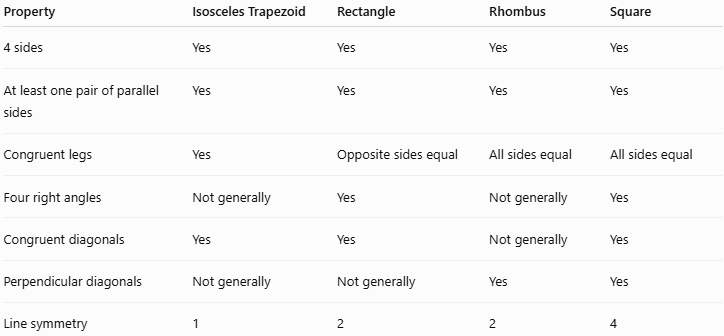 Property Isosceles Trapezoid Rectangle Rhombus Square
4 sides Yes Yes Yes Yes
At least one pair of parallel Yes Yes Yes Yes
sides
Congruent legs Yes Opposite sides equal All sides equal All sides equal
Four right angles Not generally Yes Not generally Yes
Congruent diagonals Yes Yes Not generally Yes
Perpendicular diagonals Not generally Not generally Yes Yes
Line symmetry 1 2 2 4